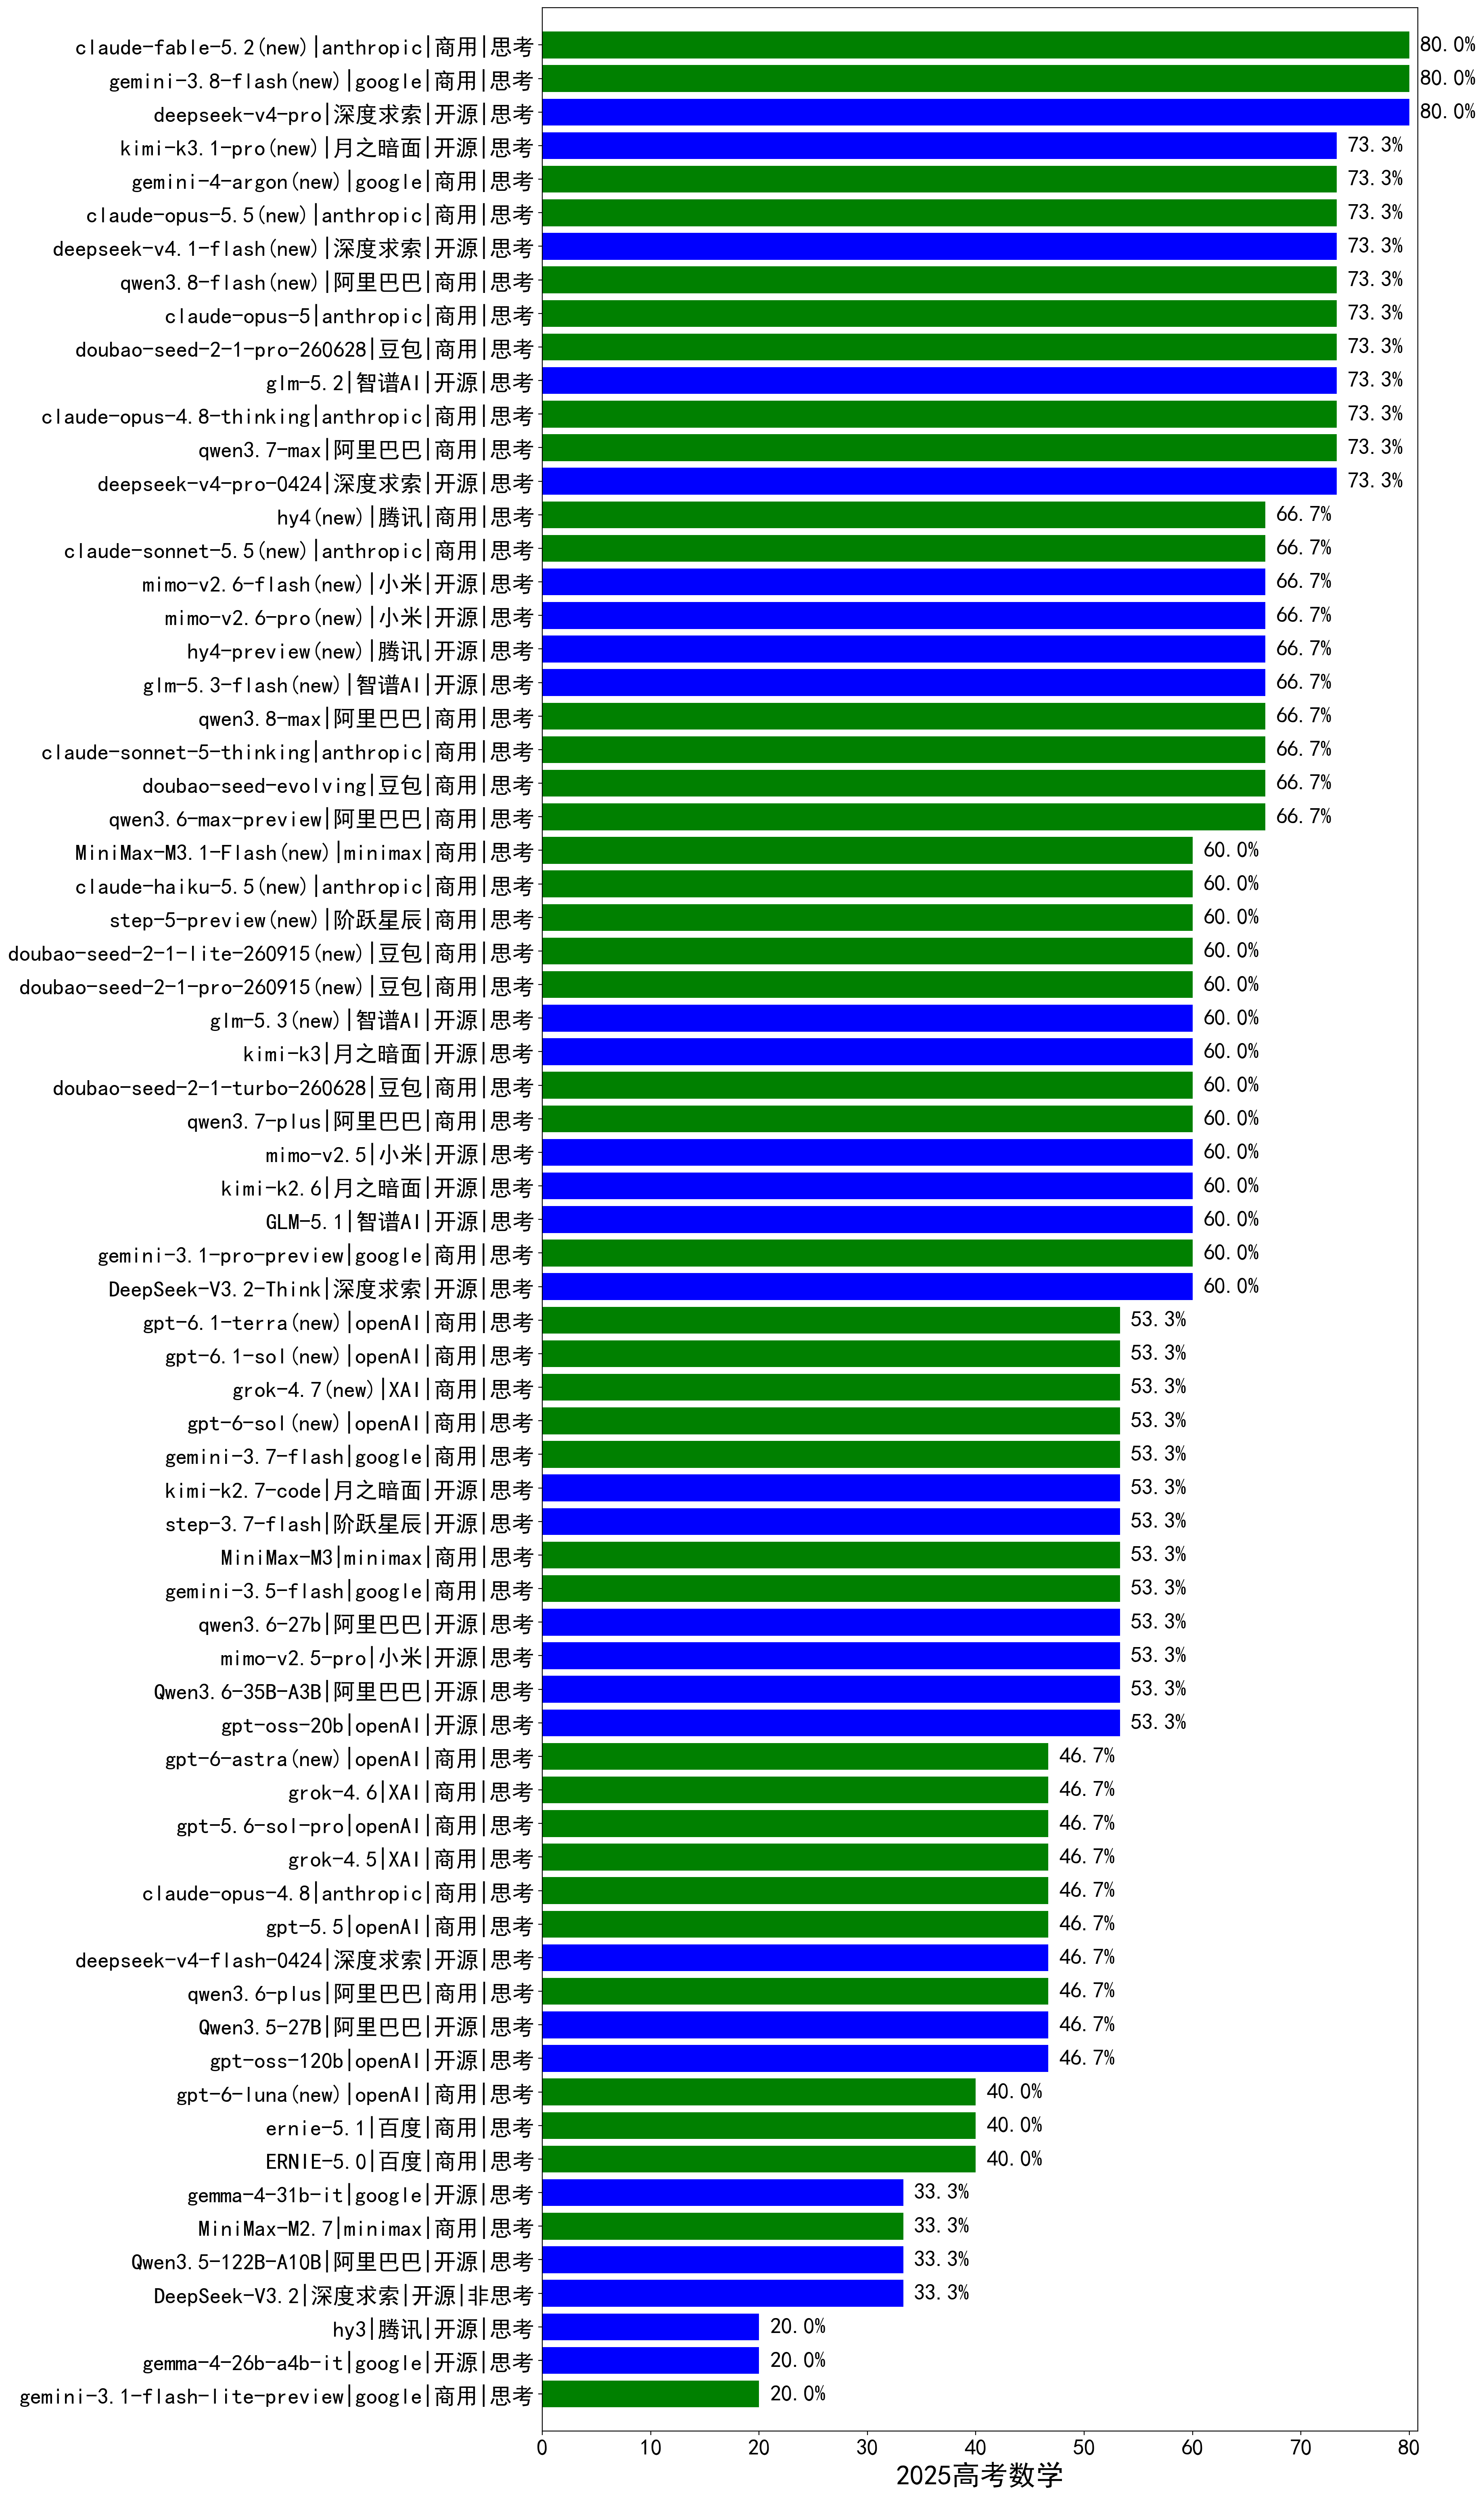 claude-fable-5.2(new)|anthropic|商用|思考 80.0%
gemini-3.8-flash(new)|google|商用|思考 80.0%
deepseek-v4-pro|深度求索|开源|思考 80.0%
kimi-k3.1-pro(new)|月之暗面|开源|思考 73.3%
gemini-4-argon(new)|google|商用|思考 73.3%
claude-opus-5.5(new)|anthropic|商用|思考 73.3%
deepseek-v4.1-flash(new)|深度求索|开源|思考 73.3%
qwen3.8-flash(new)|阿里巴巴|商用|思考 73.3%
claude-opus-5|anthropic|商用|思考 73.3%
doubao-seed-2-1-pro-260628|豆包|商用|思考 73.3%
glm-5.2|智谱AI|开源|思考 73.3%
claude-opus-4.8-thinking|anthropic|商用|思考 73.3%
qwen3.7-max|阿里巴巴|商用|思考 73.3%
deepseek-v4-pro-0424|深度求索|开源|思考 73.3%
hy4(new)|腾讯|商用|思考 66.7%
claude-sonnet-5.5(new)|anthropic|商用|思考 66.7%
mimo-v2.6-flash(new)|小米|开源|思考 66.7%
mimo-v2.6-pro(new)|小米|开源|思考 66.7%
hy4-preview(new)|腾讯|开源|思考 66.7%
glm-5.3-flash(new)|智谱AI|开源|思考 66.7%
qwen3.8-max|阿里巴巴|商用|思考 66.7%
claude-sonnet-5-thinking|anthropic|商用|思考 66.7%
doubao-seed-evolving|豆包|商用|思考 66.7%
qwen3.6-max-preview|阿里巴巴|商用|思考 66.7%
MiniMax-M3.1-Flash(new)|minimax|商用|思考 60.0%
claude-haiku-5.5(new)|anthropic|商用|思考 60.0%
step-5-preview(new)|阶跃星辰|商用|思考 60.0%
doubao-seed-2-1-lite-260915(new)|豆包|商用|思考 60.0%
doubao-seed-2-1-pro-260915(new)|豆包|商用|思考 60.0%
glm-5.3(new)|智谱AI|开源|思考 60.0%
kimi-k3|月之暗面|开源|思考 60.0%
doubao-seed-2-1-turbo-260628|豆包|商用|思考 60.0%
qwen3.7-plus|阿里巴巴|商用|思考 60.0%
mimo-v2.5|小米|开源|思考 60.0%
kimi-k2.6|月之暗面|开源|思考 60.0%
GLM-5.1|智谱AI|开源|思考 60.0%
gemini-3.1-pro-preview|google|商用|思考 60.0%
DeepSeek-V3.2-Think|深度求索|开源|思考 60.0%
gpt-6.1-terra(new)|openAI|商用|思考 53.3%
gpt-6.1-sol(new)|openAI|商用|思考 53.3%
grok-4.7(new)|XAI|商用|思考 53.3%
gpt-6-sol(new)|openAI|商用|思考 53.3%
gemini-3.7-flash|google|商用|思考 53.3%
kimi-k2.7-code|月之暗面|开源|思考 53.3%
step-3.7-flash|阶跃星辰|开源|思考 53.3%
MiniMax-M3|minimax|商用|思考 53.3%
gemini-3.5-flash|google|商用|思考 53.3%
qwen3.6-27b|阿里巴巴|开源|思考 53.3%
mimo-v2.5-pro|小米|开源|思考 53.3%
Qwen3.6-35B-A3B|阿里巴巴|开源|思考 53.3%
gpt-oss-20b|openAI|开源|思考 53.3%
gpt-6-astra(new)|openAI|商用|思考 46.7%
grok-4.6|XAI|商用|思考 46.7%
gpt-5.6-sol-pro|openAI|商用|思考 46.7%
grok-4.5|XAI|商用|思考 46.7%
claude-opus-4.8|anthropic|商用|思考 46.7%
gpt-5.5|openAI|商用|思考 46.7%
deepseek-v4-flash-0424|深度求索|开源|思考 46.7%
qwen3.6-plus|阿里巴巴|商用|思考 46.7%
Qwen3.5-27B|阿里巴巴|开源|思考 46.7%
gpt-oss-120b|openAI|开源|思考 46.7%
gpt-6-luna(new)|openAI|商用|思考 40.0%
ernie-5.1|百度|商用|思考 40.0%
ERNIE-5.0|百度|商用|思考 40.0%
gemma-4-31b-it|google|开源|思考 33.3%
MiniMax-M2.7|minimax|商用|思考 33.3%
Qwen3.5-122B-A10B|阿里巴巴|开源|思考 33.3%
DeepSeek-V3.2|深度求索|开源|非思考 33.3%
hy3|腾讯|开源|思考 20.0%
gemma-4-26b-a4b-it|google|开源|思考 20.0%
gemini-3.1-flash-lite-preview|google|商用|思考 20.0%
0 10 20 30 40 50 60 70 80
2025高考数学